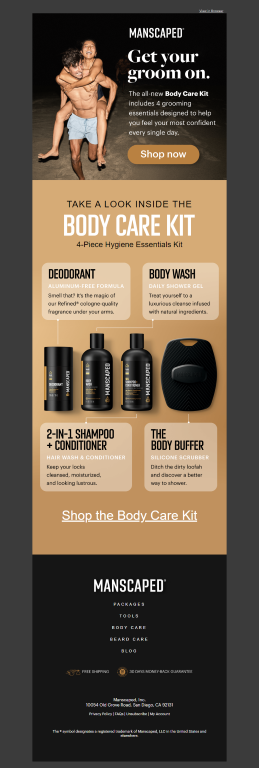 View in Browser
MANSCAPED
Get your
groom on.
The all-new Body Care Kit
includes 4 grooming
essentials designed to help
you feel your most confident
every single day.
Shop now
TAKE A LOOK INSIDE THE
BODY CARE KIT
4-Piece Hygiene Essentials Kit
DEODORANT
ALUMINUM-FREE FORMULA
Smell that? It's the magic of
our Refined® cologne-quality
fragrance under your arms.
BODY WASH
DAILY SHOWER GEL
Treat yourself to a
luxurious cleanse infused
with natural ingredients.
DEODORANT
MANSCAPED
MANSCAPED
MANSCAPED
2-IN-1 SHAMPOO
+ CONDITIONER
HAIR WASH & CONDITIONER
Keep your locks
cleansed, moisturized,
and looking lustrous.
THE
BODY BUFFER
SILICONE SCRUBBER
Ditch the dirty loofah
and discover a better
way to shower.
Shop the Body Care Kit
MANSCAPED®
PACKAGES
TOOLS
BODY CARE
BEARD CARE
BLOG
FREE SHIPPING
30 DAYS MONEY BACK GUARANTEE
Manscaped, Inc.
10054 Old Grove Road, San Diego, CA 92131
Privacy Policy | FAQs | Unsubscribe | My Account
The ® symbol designates a registered trademark of Manscaped, LLC in the United States and
elsewhere.